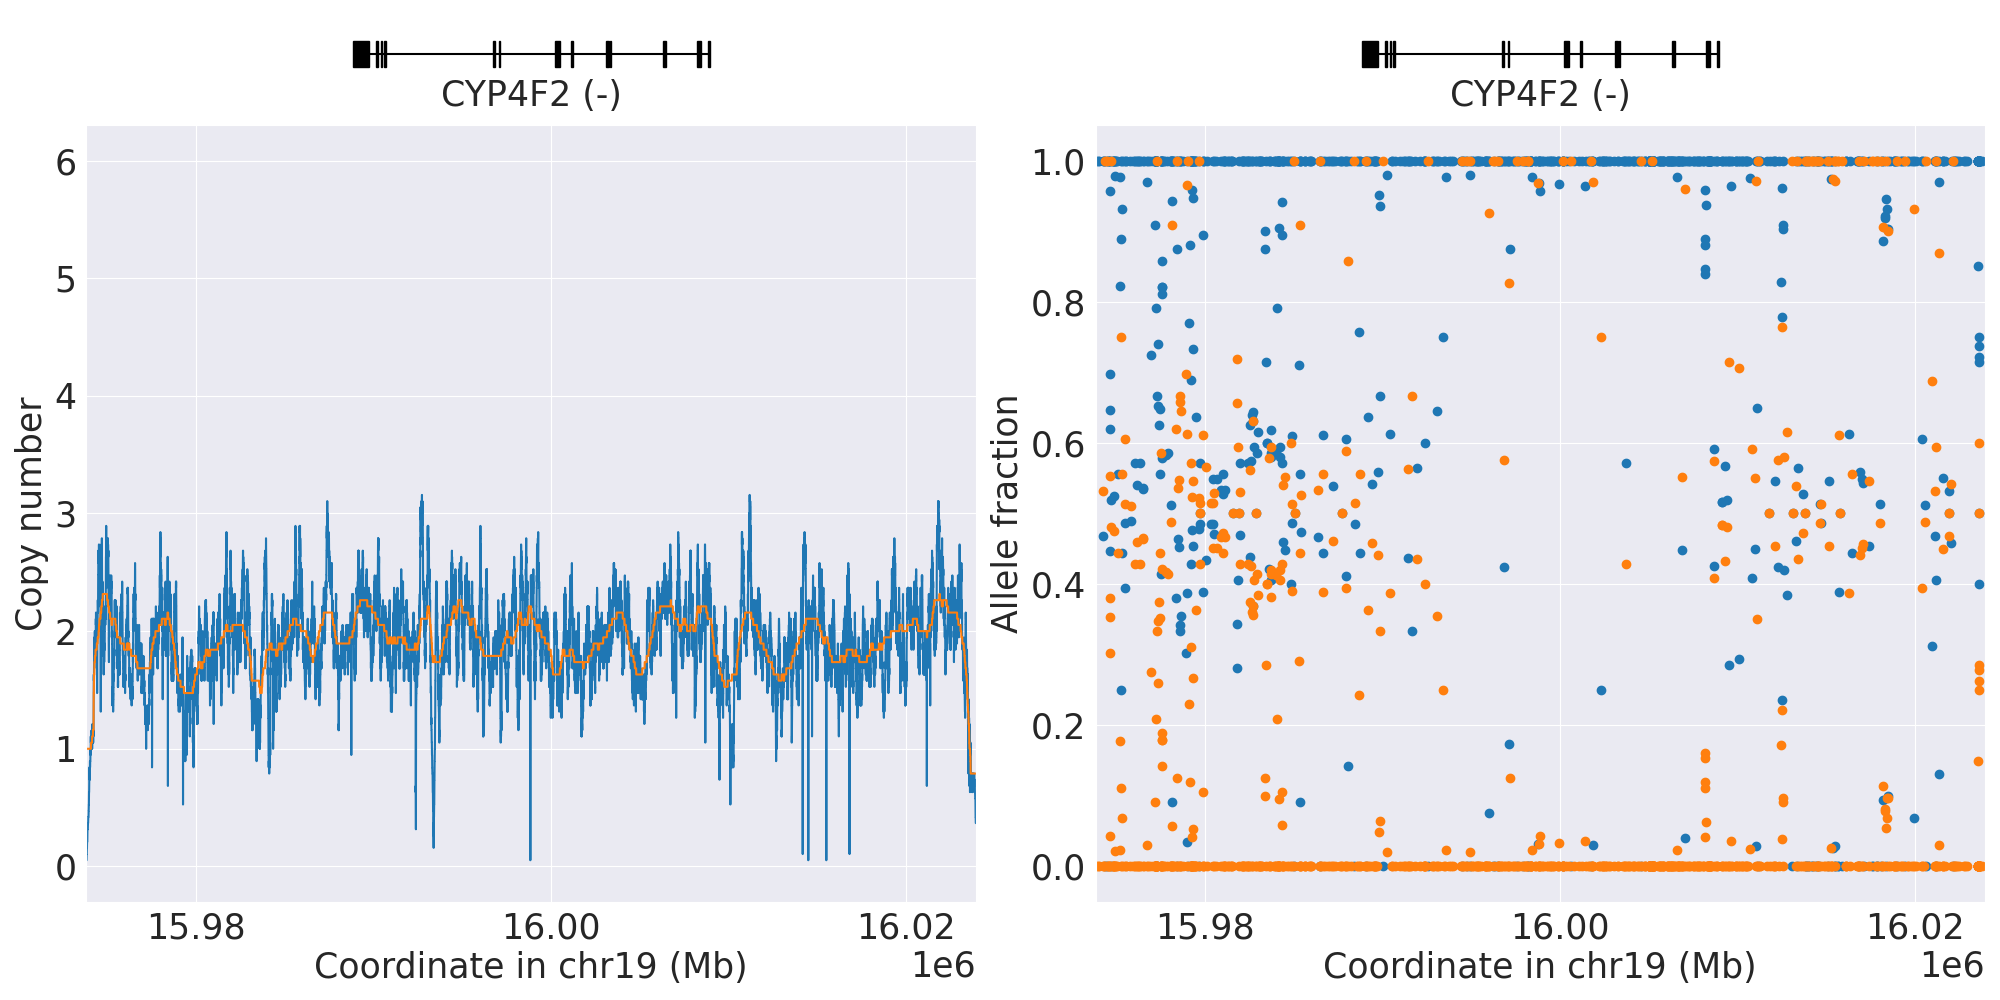 CYP4F2 (-)
Copy number
6
5
4
3
2
1
0
15.98
16.00
16.02
Coordinate in chr19 (Mb)
1e6
CYP4F2 (-)
Allele fraction
1.0
0.8
0.6
0.4
0.2
0.0
15.98
16.00
16.02
Coordinate in chr19 (Mb)
1e6